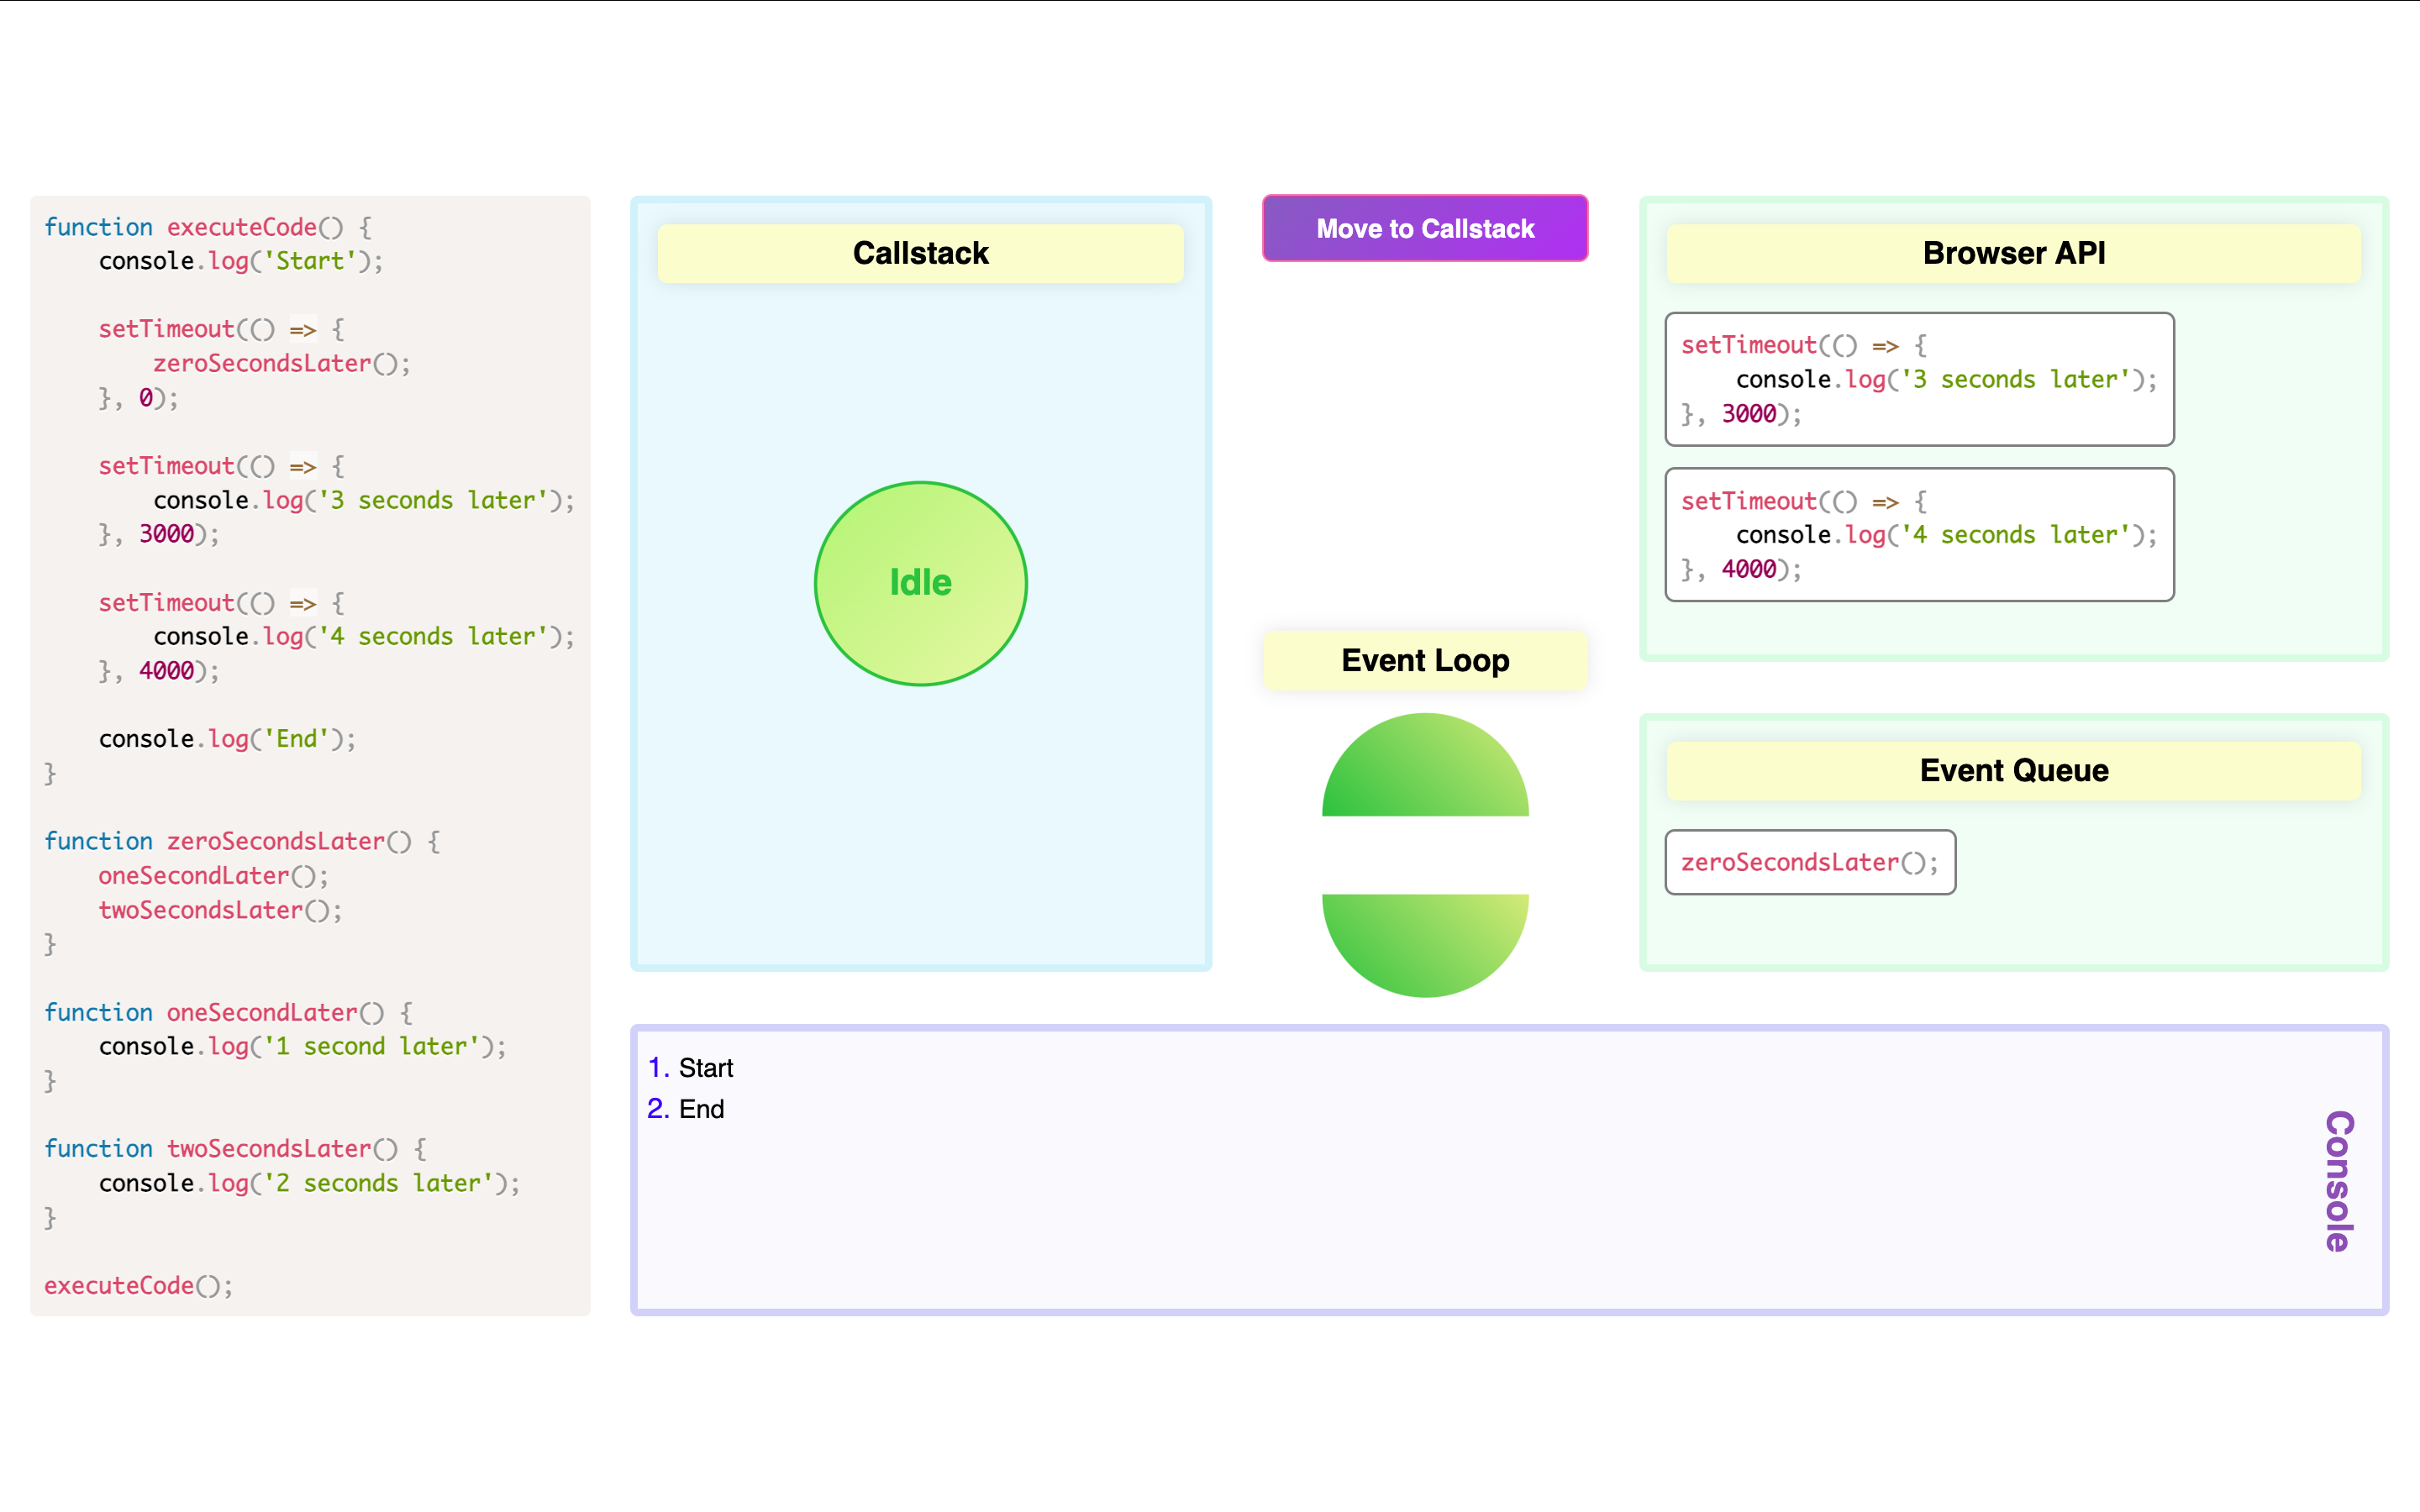 function executeCode() {
    console.log('Start');
    setTimeout(() => {
        zeroSecondsLater();
    }, 0);
    setTimeout(() => {
        console.log('3 seconds later');
    }, 3000);
    setTimeout(() => {
        console.log('4 seconds later');
    }, 4000);
    console.log('End');
}
function zeroSecondsLater() {
    oneSecondLater();
    twoSecondsLater();
}
function oneSecondLater() {
    console.log('1 second later');
}
function twoSecondsLater() {
    console.log('2 seconds later');
}
executeCode();
Callstack
Idle
Move to Callstack
Event Loop
Browser API
setTimeout(() => {
    console.log('3 seconds later');
}, 3000);
setTimeout(() => {
    console.log('4 seconds later');
}, 4000);
Event Queue
zeroSecondsLater();
1. Start
2. End
Console